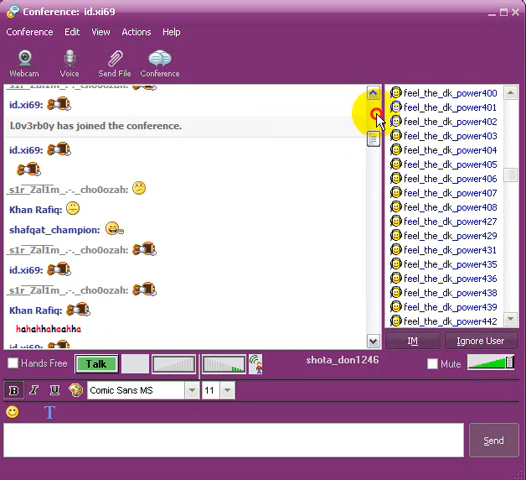 Conference: id.xi69
Conference Edit View Actions Help
Webcam Voice Send File Conference
id.xi69:
l.0v3rb0y has joined the conference.
id.xi69:
s1r_Zal1m_.-._cho0ozah:
Khan Rafiq:
shafqat_champion:
s1r_Zal1m_.-._cho0ozah:
id.xi69:
s1r_Zal1m_.-._cho0ozah:
Khan Rafiq:
hahahhahaahha
id.xi69:
feel_the_dk_power400
feel_the_dk_power401
feel_the_dk_power402
feel_the_dk_power403
feel_the_dk_power404
feel_the_dk_power405
feel_the_dk_power406
feel_the_dk_power407
feel_the_dk_power408
feel_the_dk_power427
feel_the_dk_power429
feel_the_dk_power431
feel_the_dk_power435
feel_the_dk_power436
feel_the_dk_power438
feel_the_dk_power439
feel_the_dk_power442
IM Ignore User
Hands Free Talk shota_don1246 Mute
B I U Comic Sans MS 11
T
Send